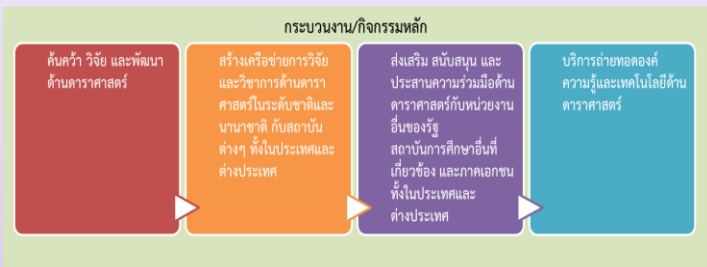 กระบวนงาน/กิจกรรมหลัก
ค้นคว้า วิจัย และพัฒนา
ด้านดาราศาสตร์
สร้างเครือข่ายการวิจัย
และวิชาการด้านดารา
ศาสตร์ในระดับชาติและ
นานาชาติ กับสถาบัน
ต่างๆ ทั้งในประเทศและ
ต่างประเทศ
ส่งเสริม สนับสนุน และ
ประสานความร่วมมือด้าน
ดาราศาสตร์กับหน่วยงาน
อื่นของรัฐ
สถาบันการศึกษาอื่นที่
เกี่ยวข้อง และภาคเอกชน
ทั้งในประเทศและ
ต่างประเทศ
บริการถ่ายทอดองค์
ความรู้และเทคโนโลยีด้าน
ดาราศาสตร์